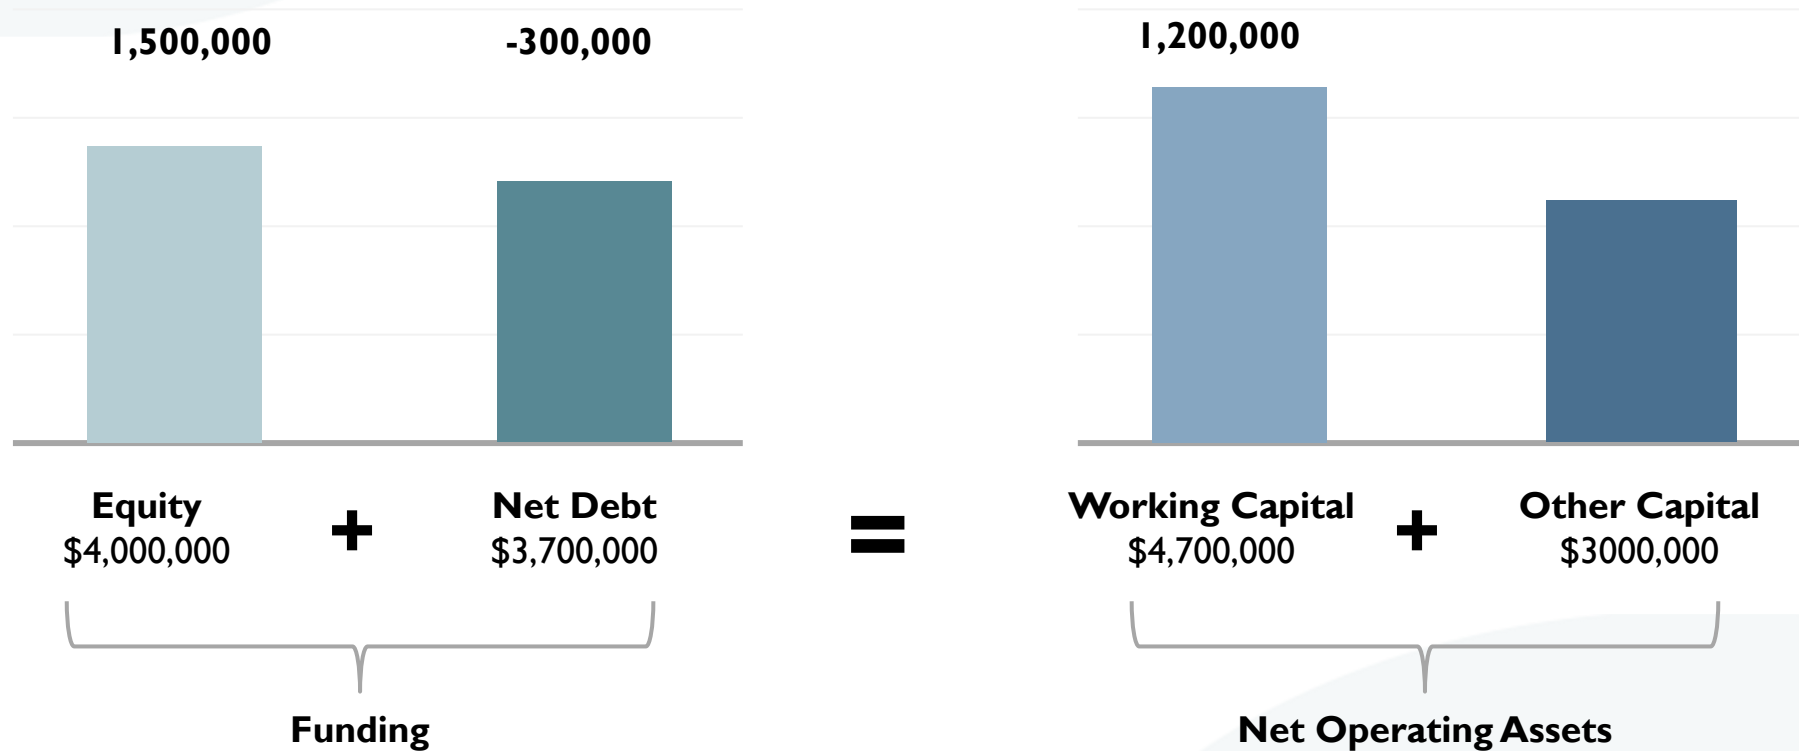 1,500,000
-300,000
1,200,000
Equity
$4,000,000
+
Net Debt
$3,700,000
=
Working Capital
$4,700,000
+
Other Capital
$3000,000
Funding
Net Operating Assets